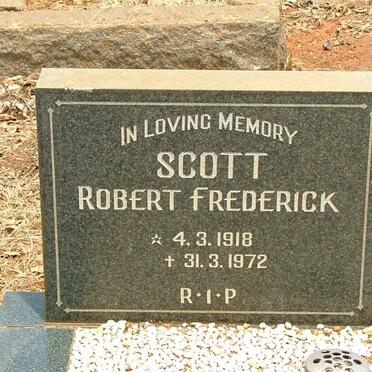 IN LOVING MEMORY
SCOTT
ROBERT FREDERICK
☆ 4.3.1918
✝ 31.3.1972
R·I·P